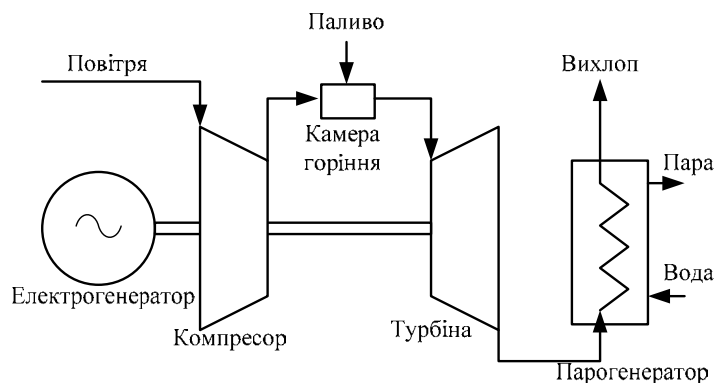 Паливо
Повітря
Вихлоп
Камера
горіння
Пара
Вода
Електрогенератор
Компресор
Турбіна
Парогенератор